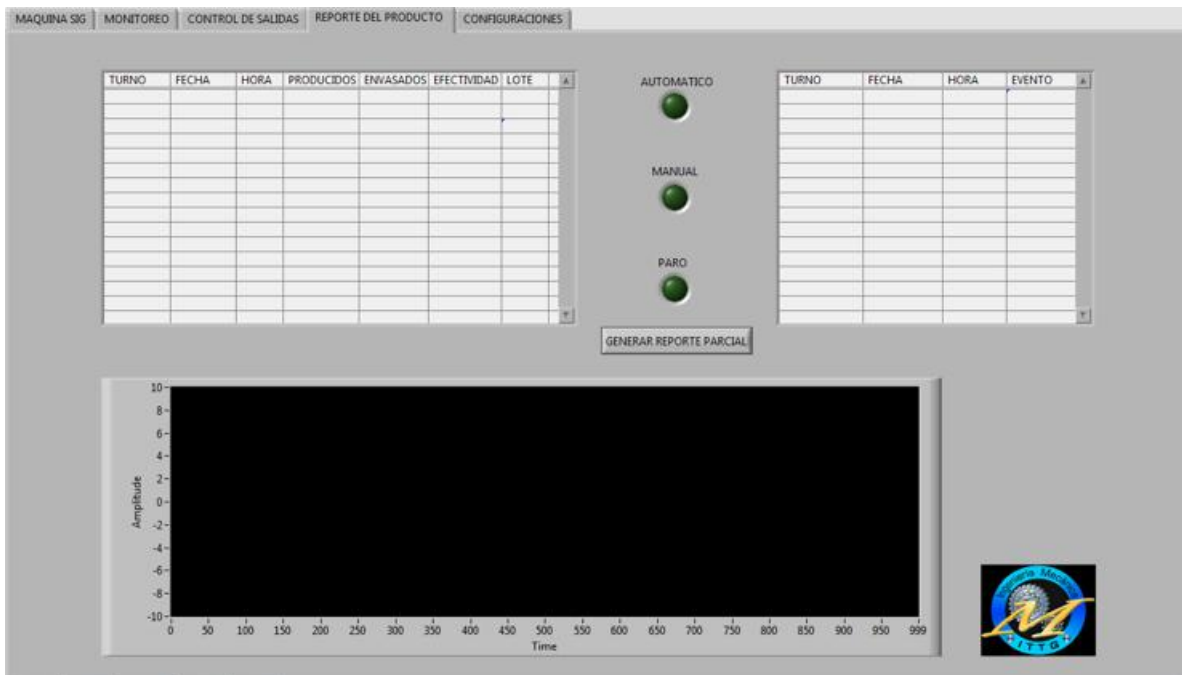 MAQUINA SIG MONITOREO CONTROL DE SALIDAS REPORTE DEL PRODUCTO CONFIGURACIONES
TURNO FECHA HORA PRODUCIDOS ENVASADOS EFECTIVIDAD LOTE
AUTOMATICO
MANUAL
PARO
GENERAR REPORTE PARCIAL
TURNO FECHA HORA EVENTO
Amplitude
10
8
6
4
2
0
-2
-4
-6
-8
-10
0 50 100 150 200 250 300 350 400 450 500 550 600 650 700 750 800 850 900 950 999
Time
Ingeniería Mecánica
M
ITTG